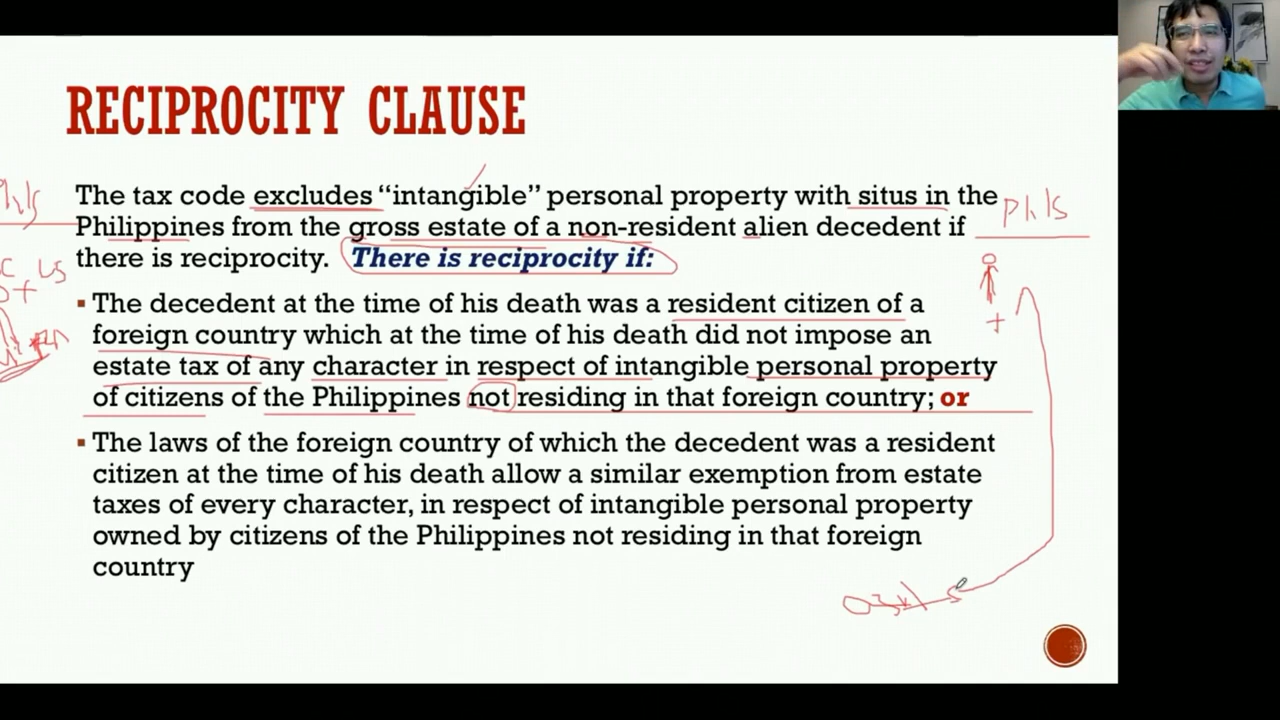 RECIPROCITY CLAUSE
The tax code excludes “intangible” personal property with situs in the
Philippines from the gross estate of a non-resident alien decedent if
there is reciprocity. There is reciprocity if:
Phils
▪ The decedent at the time of his death was a resident citizen of a
foreign country which at the time of his death did not impose an
estate tax of any character in respect of intangible personal property
of citizens of the Philippines not residing in that foreign country; or
▪ The laws of the foreign country of which the decedent was a resident
citizen at the time of his death allow a similar exemption from estate
taxes of every character, in respect of intangible personal property
owned by citizens of the Philippines not residing in that foreign
country